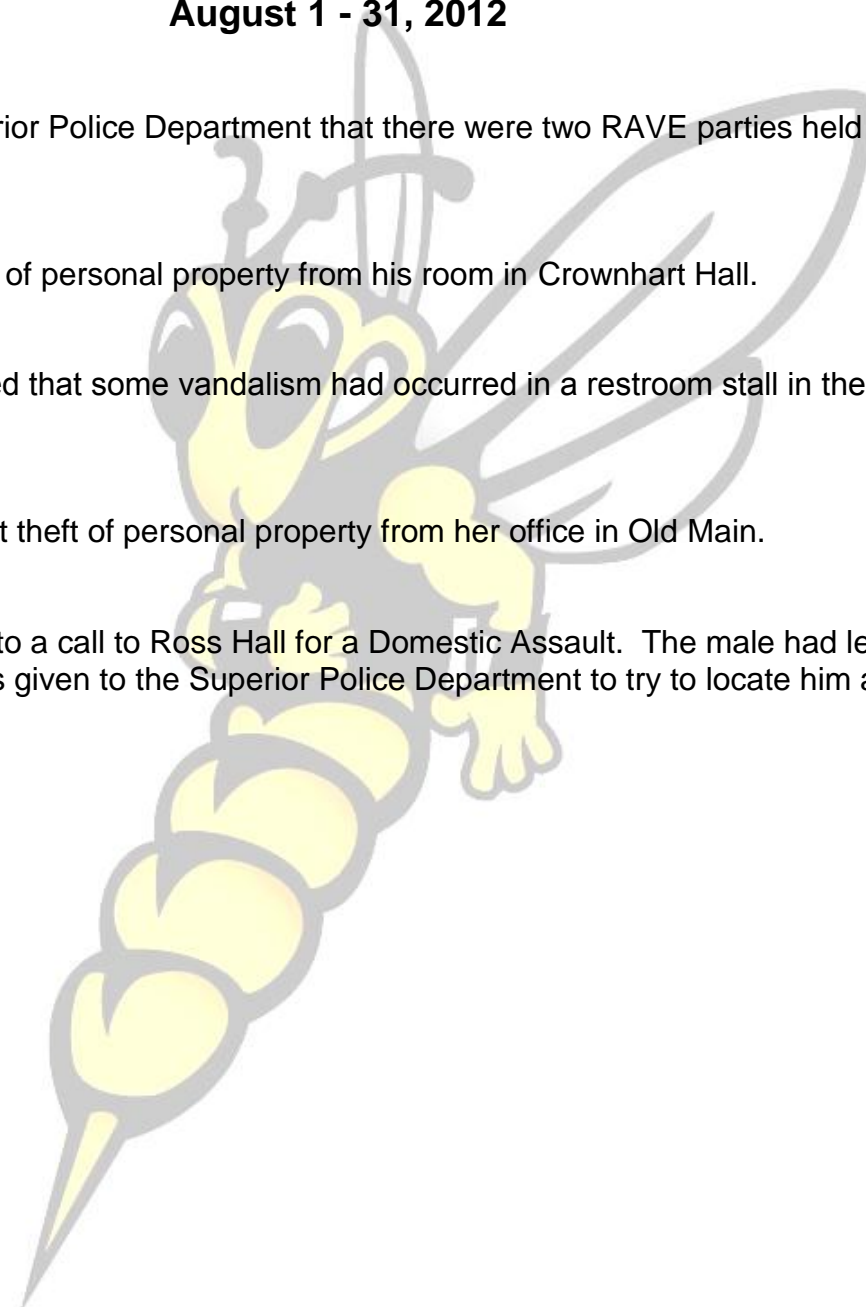 August 1 - 31, 2012
rior Police Department that there were two RAVE parties held
of personal property from his room in Crownhart Hall.
ed that some vandalism had occurred in a restroom stall in the
t theft of personal property from her office in Old Main.
to a call to Ross Hall for a Domestic Assault. The male had le
s given to the Superior Police Department to try to locate him a